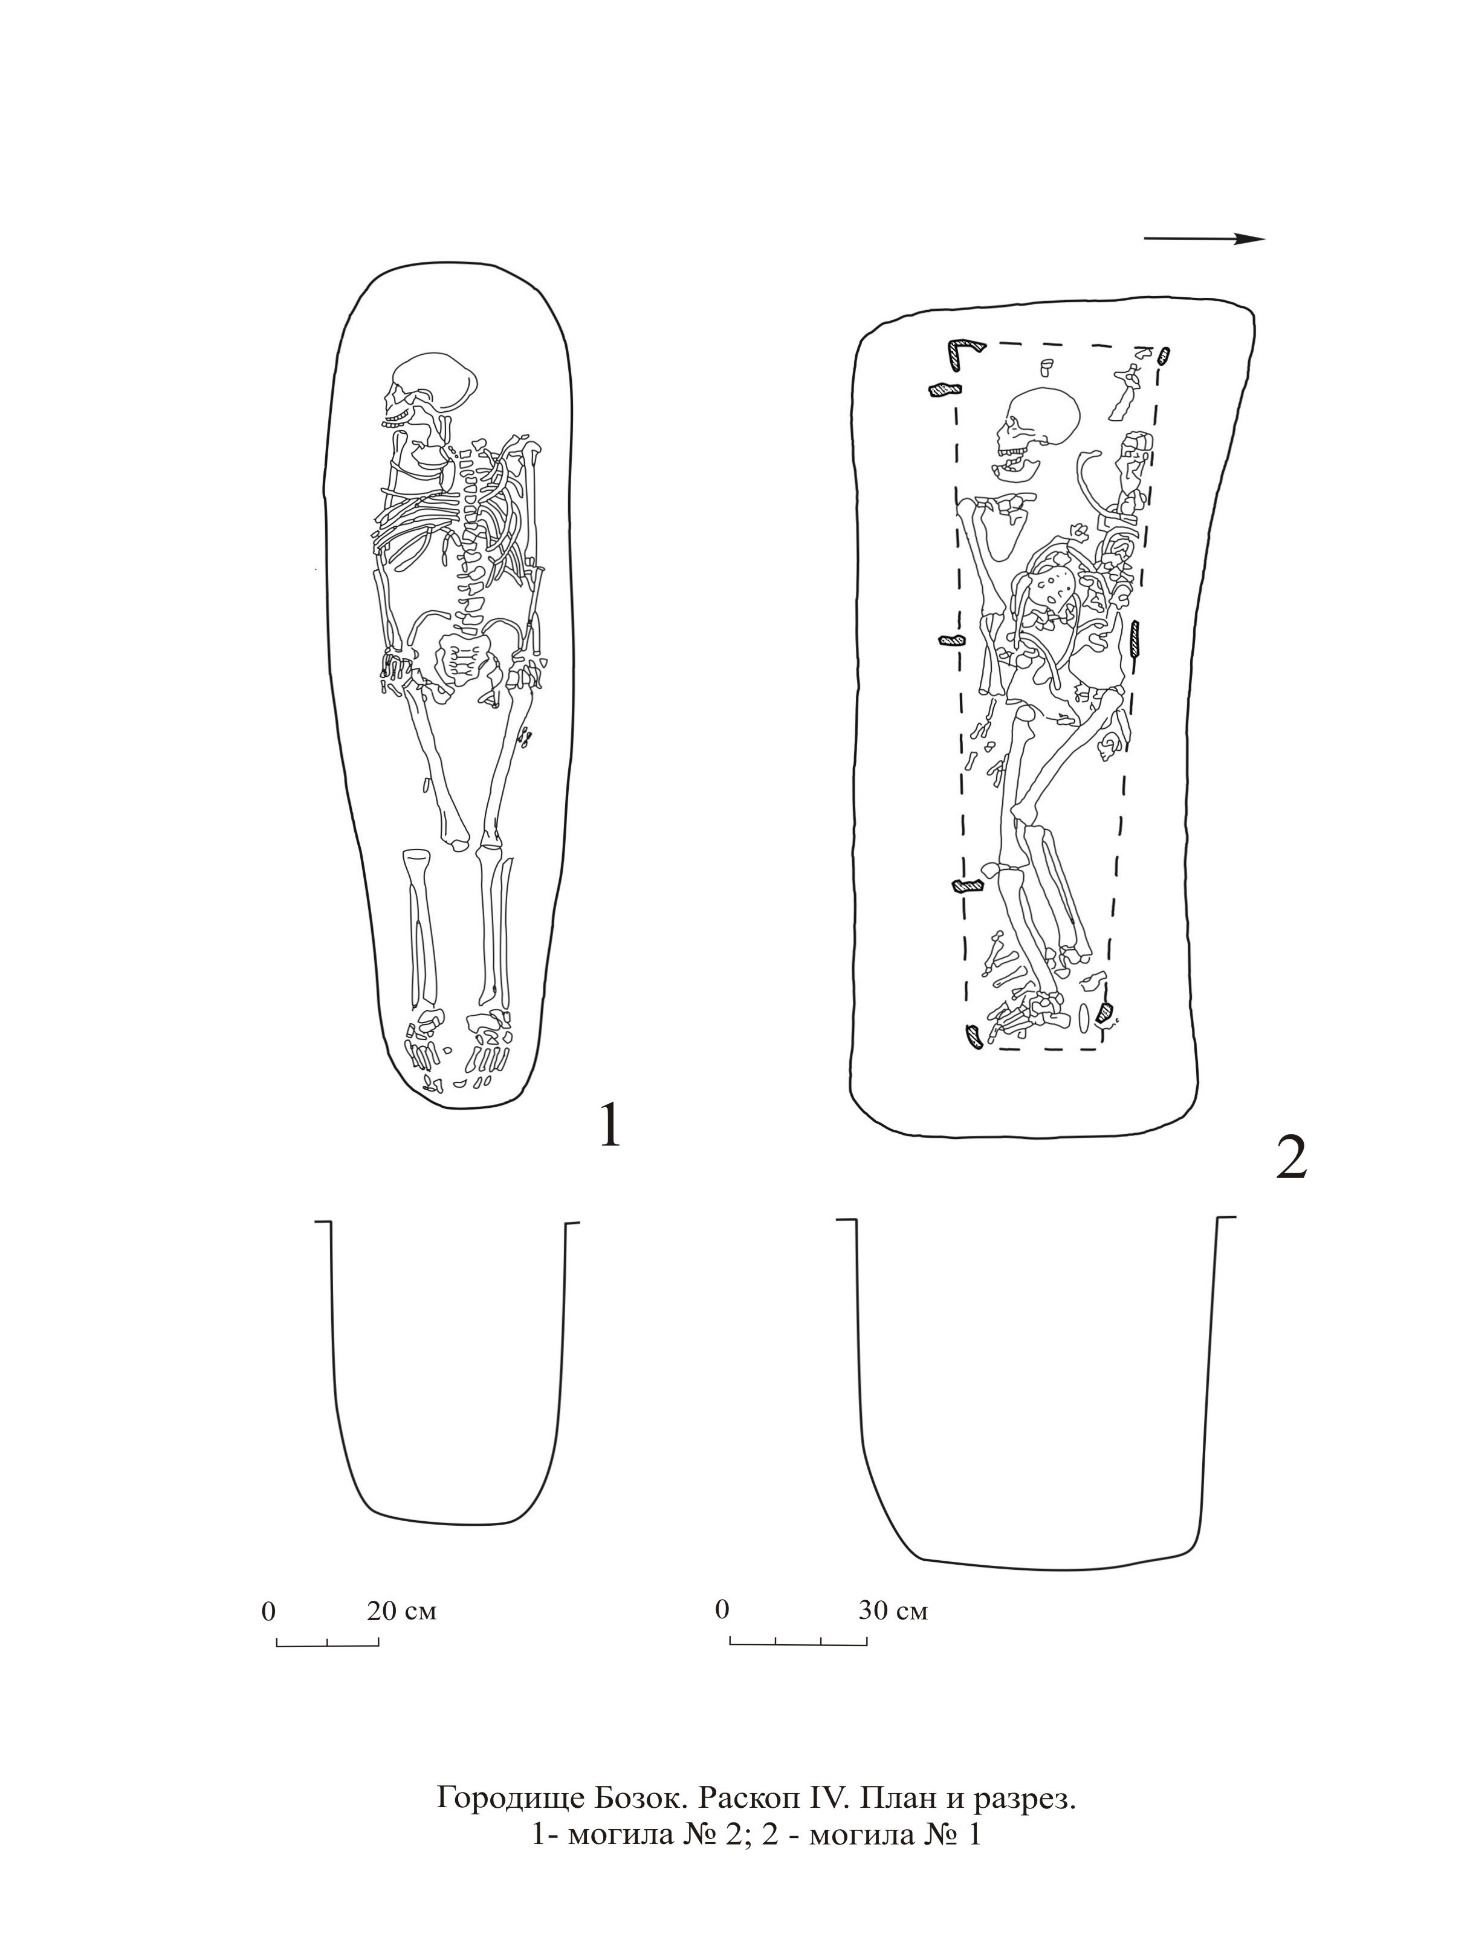 1
2
0 20 см
0 30 см
Городище Бозок. Раскоп IV. План и разрез.
1- могила № 2; 2 - могила № 1